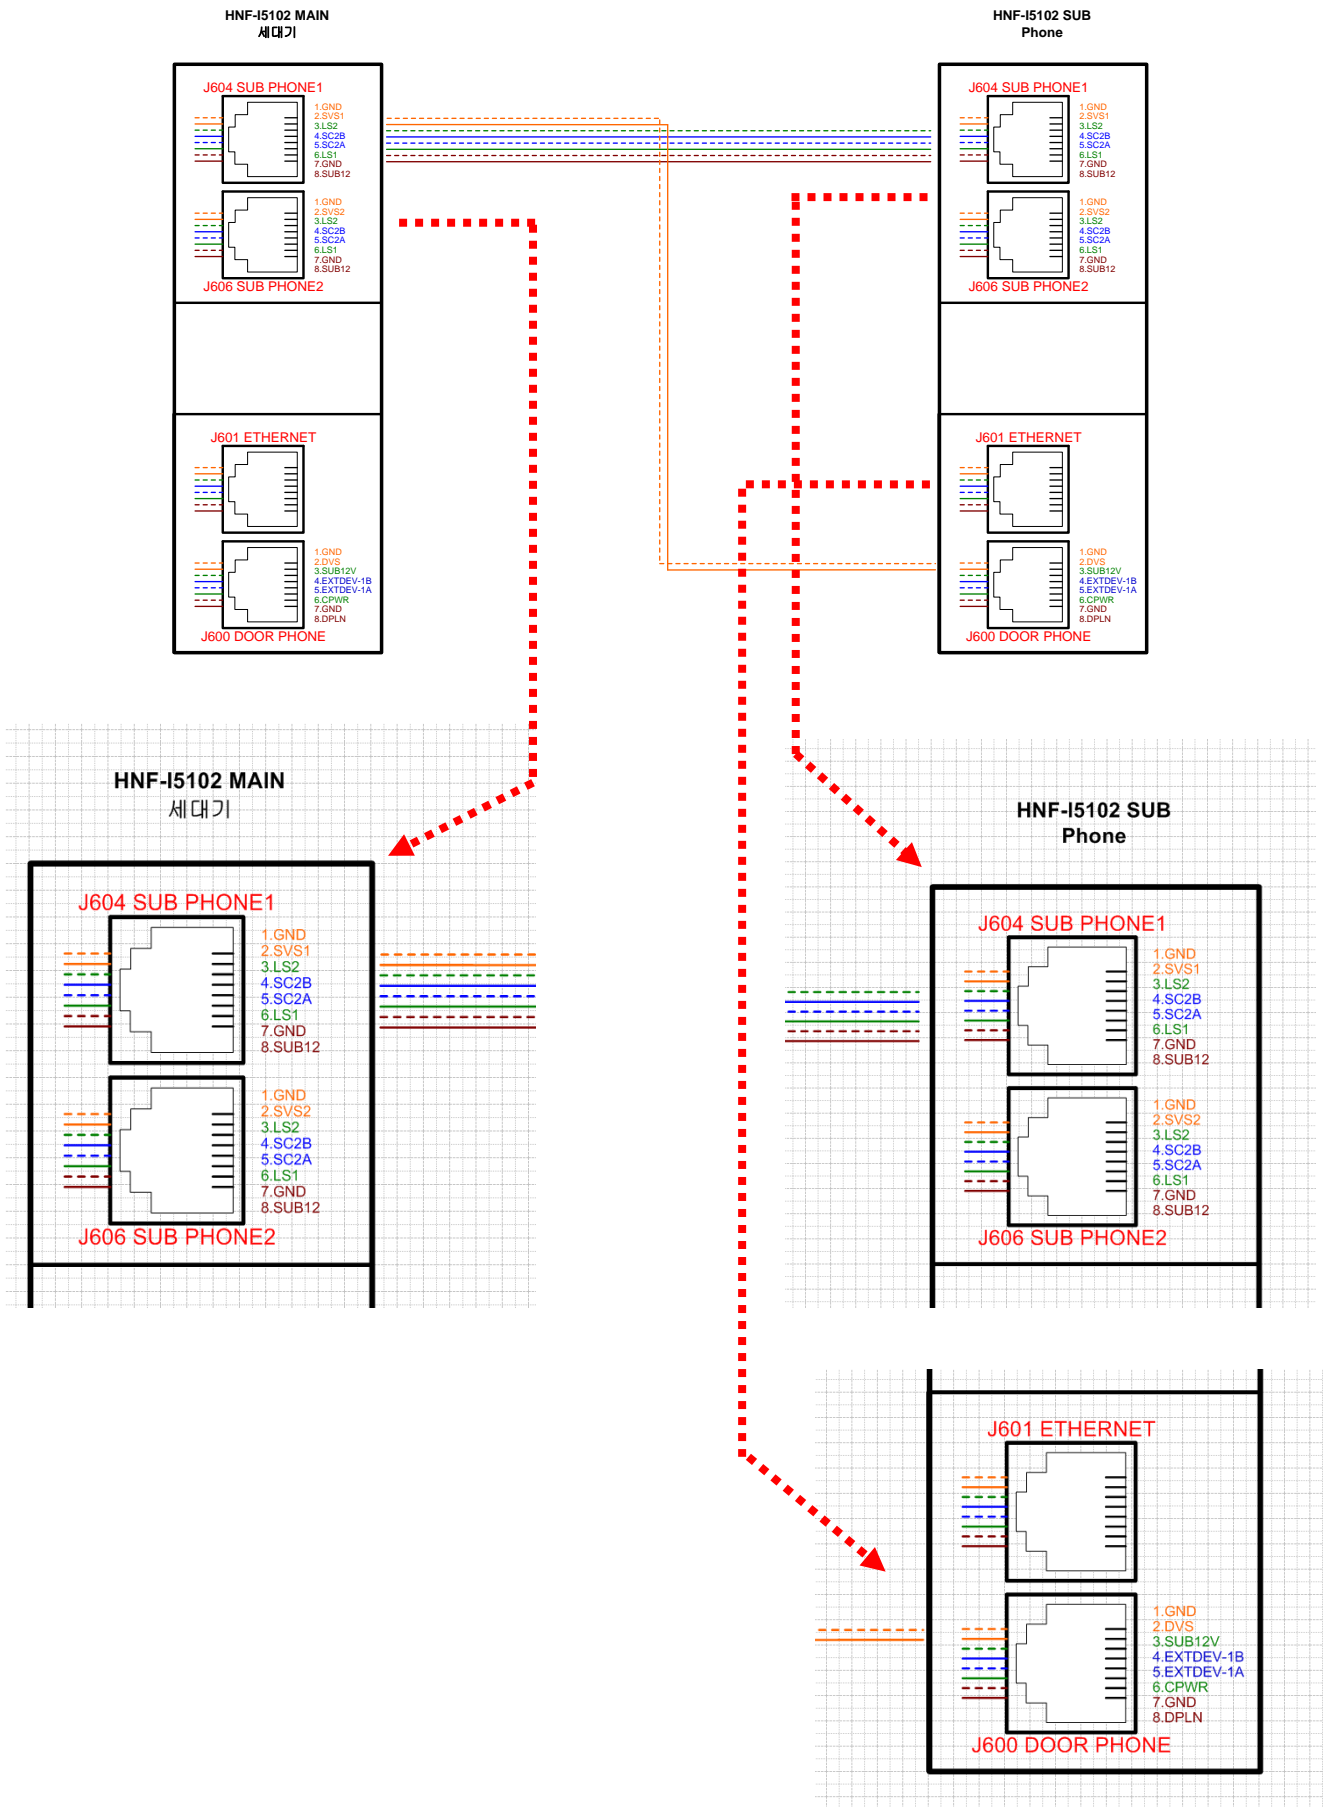 HNF-I5102 MAIN
세대기
J604 SUB PHONE1
1.GND
2.SVS1
3.LS2
4.SC2B
5.SC2A
6.LS1
7.GND
8.SUB12
1.GND
2.SVS2
3.LS2
4.SC2B
5.SC2A
6.LS1
7.GND
8.SUB12
J606 SUB PHONE2
J601 ETHERNET
1.GND
2.DVS
3.SUB12V
4.EXTDEV-1B
5.EXTDEV-1A
6.CPWR
7.GND
8.DPLN
J600 DOOR PHONE
HNF-I5102 SUB
Phone
J604 SUB PHONE1
1.GND
2.SVS1
3.LS2
4.SC2B
5.SC2A
6.LS1
7.GND
8.SUB12
1.GND
2.SVS2
3.LS2
4.SC2B
5.SC2A
6.LS1
7.GND
8.SUB12
J606 SUB PHONE2
J601 ETHERNET
1.GND
2.DVS
3.SUB12V
4.EXTDEV-1B
5.EXTDEV-1A
6.CPWR
7.GND
8.DPLN
J600 DOOR PHONE
HNF-I5102 MAIN
세대기
J604 SUB PHONE1
1.GND
2.SVS1
3.LS2
4.SC2B
5.SC2A
6.LS1
7.GND
8.SUB12
1.GND
2.SVS2
3.LS2
4.SC2B
5.SC2A
6.LS1
7.GND
8.SUB12
J606 SUB PHONE2
HNF-I5102 SUB
Phone
J604 SUB PHONE1
1.GND
2.SVS1
3.LS2
4.SC2B
5.SC2A
6.LS1
7.GND
8.SUB12
1.GND
2.SVS2
3.LS2
4.SC2B
5.SC2A
6.LS1
7.GND
8.SUB12
J606 SUB PHONE2
J601 ETHERNET
1.GND
2.DVS
3.SUB12V
4.EXTDEV-1B
5.EXTDEV-1A
6.CPWR
7.GND
8.DPLN
J600 DOOR PHONE